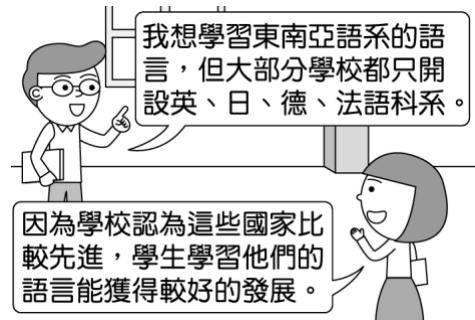 我想學習東南亞語系的語
言，但大部分學校都只開
設英、日、德、法語科系。
因為學校認為這些國家比
較先進，學生學習他們的
語言能獲得較好的發展。